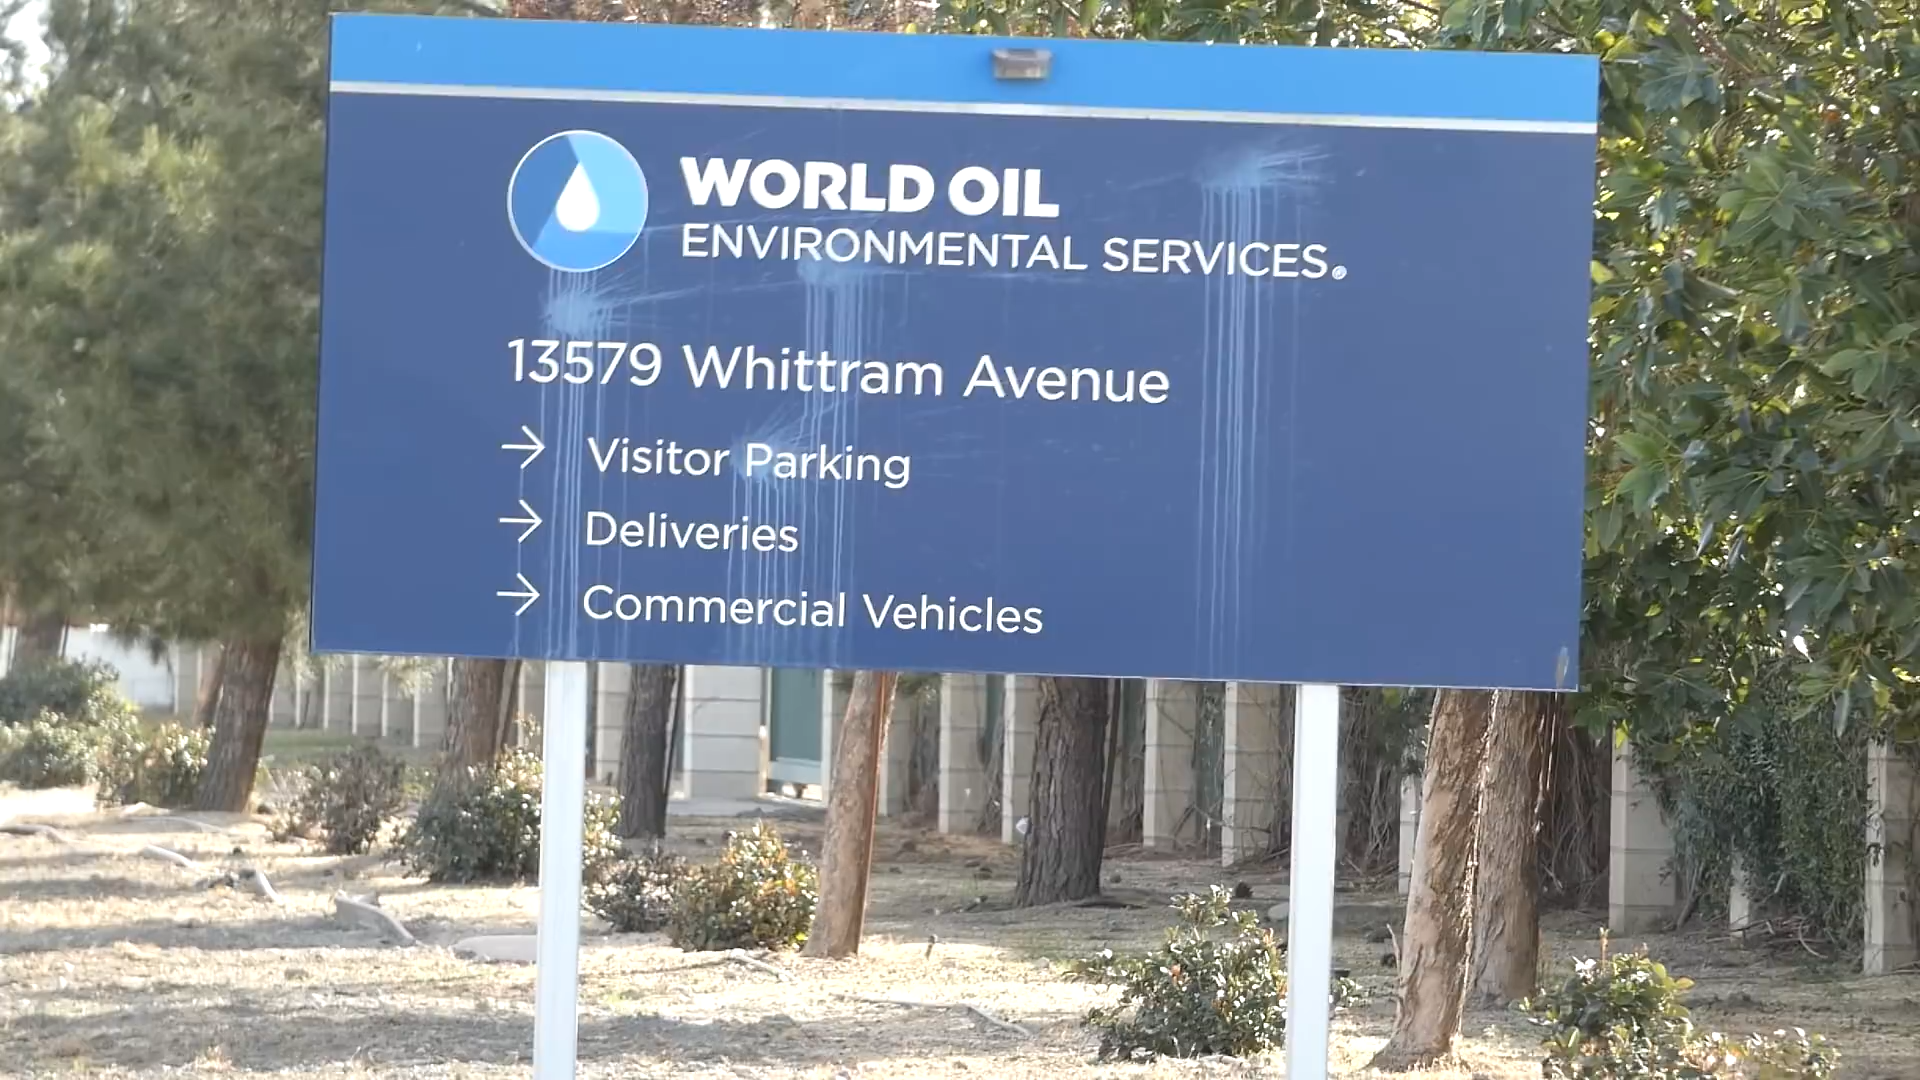 WORLD OIL
ENVIRONMENTAL SERVICES®
13579 Whittram Avenue
→ Visitor Parking
→ Deliveries
→ Commercial Vehicles